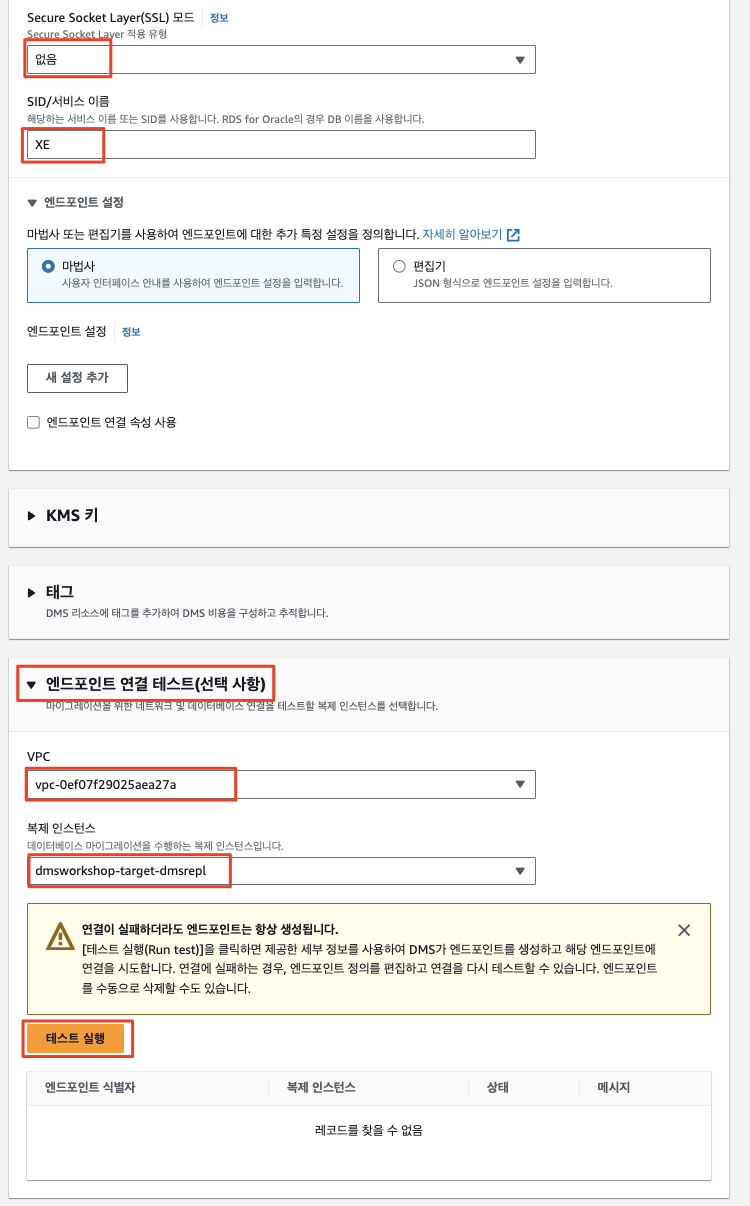 Secure Socket Layer(SSL) 모드 정보
Secure Socket Layer 적용 유형
없음
SID/서비스 이름
해당하는 서비스 이름 또는 SID를 사용합니다. RDS for Oracle의 경우 DB 이름을 사용합니다.
XE
엔드포인트 설정
마법사 또는 편집기를 사용하여 엔드포인트에 대한 추가 특정 설정을 정의합니다. 자세히 알아보기
마법사
사용자 인터페이스 안내를 사용하여 엔드포인트 설정을 입력합니다.
편집기
JSON 형식으로 엔드포인트 설정을 입력합니다.
엔드포인트 설정 정보
새 설정 추가
엔드포인트 연결 속성 사용
KMS 키
태그
DMS 리소스에 태그를 추가하여 DMS 비용을 구성하고 추적합니다.
엔드포인트 연결 테스트(선택 사항)
마이그레이션을 위한 네트워크 및 데이터베이스 연결을 테스트할 복제 인스턴스를 선택합니다.
VPC
vpc-0ef07f29025aea27a
복제 인스턴스
데이터베이스 마이그레이션을 수행하는 복제 인스턴스입니다.
dmsworkshop-target-dmsrepl
연결이 실패하더라도 엔드포인트는 항상 생성됩니다.
[테스트 실행(Run test)]을 클릭하면 제공한 세부 정보를 사용하여 DMS가 엔드포인트를 생성하고 해당 엔드포인트에
연결을 시도합니다. 연결에 실패하는 경우, 엔드포인트 정의를 편집하고 연결을 다시 테스트할 수 있습니다. 엔드포인트
를 수동으로 삭제할 수도 있습니다.
테스트 실행
엔드포인트 식별자 복제 인스턴스 상태 메시지
레코드를 찾을 수 없음